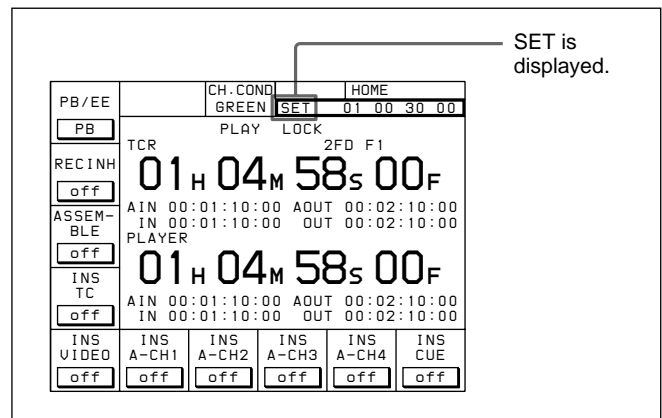 SET is
displayed.
CH.COND HOME
PB/EE GREEN SET 01 00 30 00
PB PLAY LOCK
TCR 2FD F1
RECINH 01H 04M 58S 00F
off
AIN 00:01:10:00 AOUT 00:02:10:00
ASSEM-
BLE IN 00:01:10:00 OUT 00:02:10:00
PLAYER
off 01H 04M 58S 00F
INS
TC
AIN 00:01:10:00 AOUT 00:02:10:00
off IN 00:01:10:00 OUT 00:02:10:00
INS INS INS INS INS INS
VIDEO A-CH1 A-CH2 A-CH3 A-CH4 CUE
off off off off off off